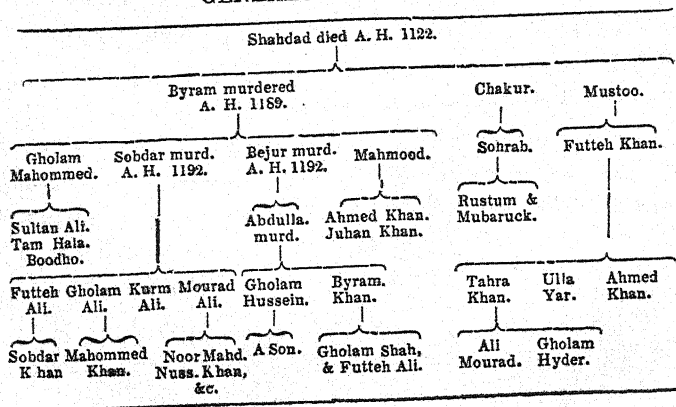 Shahdad died A. H. 1122.
Byram murdered
A. H. 1189.
Chakur.
Mustoo.
Gholam
Mahommed.
Sobdar murd.
A. H. 1192.
Bejur murd.
A. H. 1192.
Mahmood.
Sohrab.
Futteh Khan.
Sultan Ali.
Tam Hala.
Boodho.
Abdulla.
murd.
Ahmed Khan.
Juhan Khan.
Rustum &
Mubaruck.
Futteh
Ali.
Gholam
Ali.
Kurm
Ali.
Mourad
Ali.
Gholam
Hussein.
Byram.
Khan.
Tahra
Khan.
Ulla
Yar.
Ahmed
Khan.
Sobdar
Khan
Mahommed
Khan.
Noor Mahd.
Nuss. Khan,
&c.
A Son.
Gholam Shah,
& Futteh Ali.
Ali
Mourad.
Gholam
Hyder.